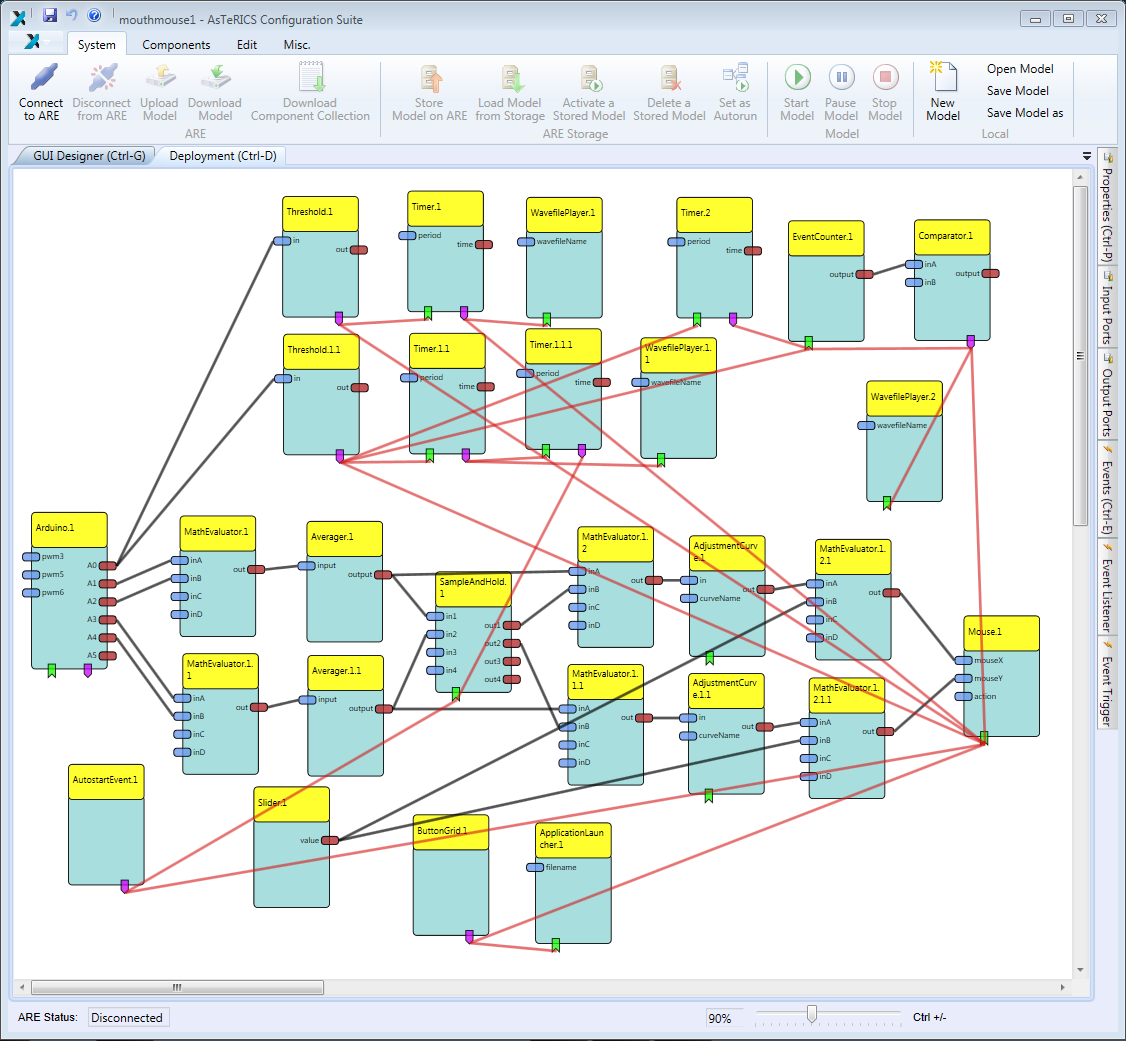 mouthmouse1 - AsTeRICS Configuration Suite
System
Components
Edit
Misc.
Connect
to ARE
Disconnect
from ARE
Upload
Model
Download
Model
Download
Component Collection
ARE
Store
Model on ARE
Load Model
from Storage
Activate a
Stored Model
Delete a
Stored Model
Set as
Autorun
ARE Storage
Start
Model
Pause
Model
Stop
Model
Model
New
Model
Open Model
Save Model
Save Model as
Local
GUI Designer (Ctrl-G)
Deployment (Ctrl-D)
Properties (Ctrl-P)
Input Ports
Output Ports
Events (Ctrl-E)
Event Listener
Event Trigger
Threshold.1
in
out
Timer.1
period
time
WavefilePlayer.1
wavefileName
Timer.2
period
time
EventCounter.1
output
Comparator.1
inA
inB
output
Threshold.1.1
in
out
Timer.1.1
period
time
Timer.1.1.1
period
time
WavefilePlayer.1.
1
wavefileName
WavefilePlayer.2
wavefileName
Arduino.1
pwm3
pwm5
pwm6
A0
A1
A2
A3
A4
A5
MathEvaluator.1
inA
inB
inC
inD
out
Averager.1
input
output
SampleAndHold.
1
in1
in2
in3
in4
out1
out2
out3
out4
MathEvaluator.1.
2
inA
inB
inC
inD
out
AdjustmentCurv
e.1
in
curveName
out
MathEvaluator.1.
2.1
inA
inB
inC
inD
out
Mouse.1
mouseX
mouseY
action
MathEvaluator.1.
1
inA
inB
inC
inD
out
Averager.1.1
input
output
MathEvaluator.1.
1.1
inA
inB
inC
inD
out
AdjustmentCurv
e.1.1
in
curveName
out
MathEvaluator.1.
2.1.1
inA
inB
inC
inD
out
AutostartEvent.1
Slider.1
value
ButtonGrid.1
ApplicationLaun
cher.1
filename
ARE Status:
Disconnected
90%
Ctrl +/-